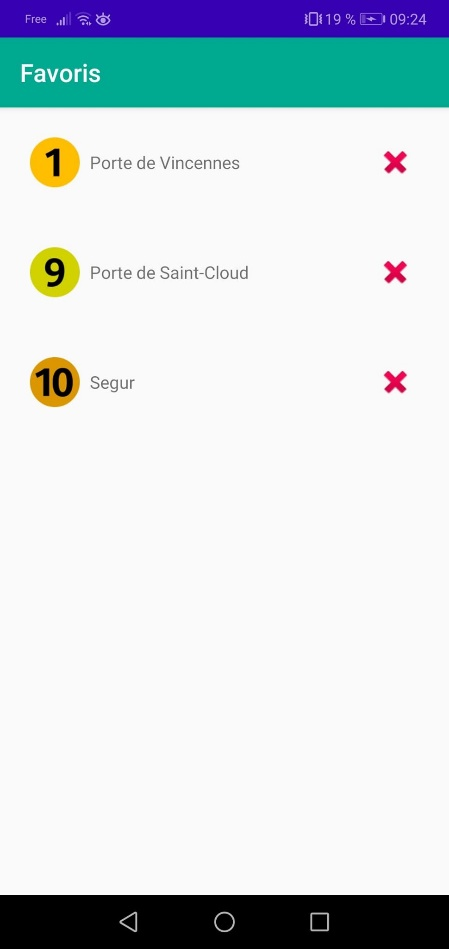 Free 19 % 09:24
Favoris
1 Porte de Vincennes
9 Porte de Saint-Cloud
10 Segur